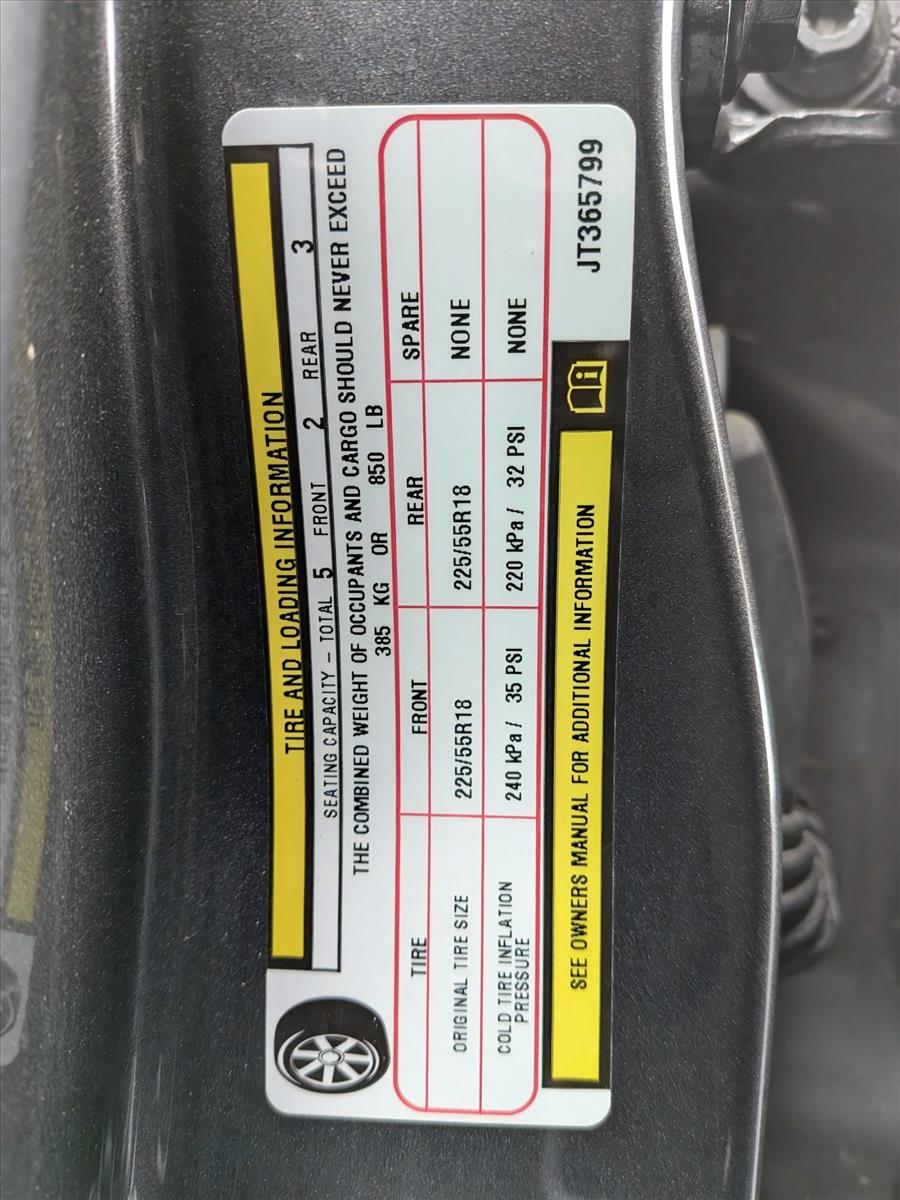 TIRE AND LOADING INFORMATION
SEATING CAPACITY – TOTAL 5 FRONT 2 REAR 3
THE COMBINED WEIGHT OF OCCUPANTS AND CARGO SHOULD NEVER EXCEED
385 KG OR 850 LB
TIRE FRONT REAR SPARE
ORIGINAL TIRE SIZE 225/55R18 225/55R18 NONE
COLD TIRE INFLATION
PRESSURE 240 kPa / 35 PSI 220 kPa / 32 PSI NONE
SEE OWNERS MANUAL FOR ADDITIONAL INFORMATION
JT365799